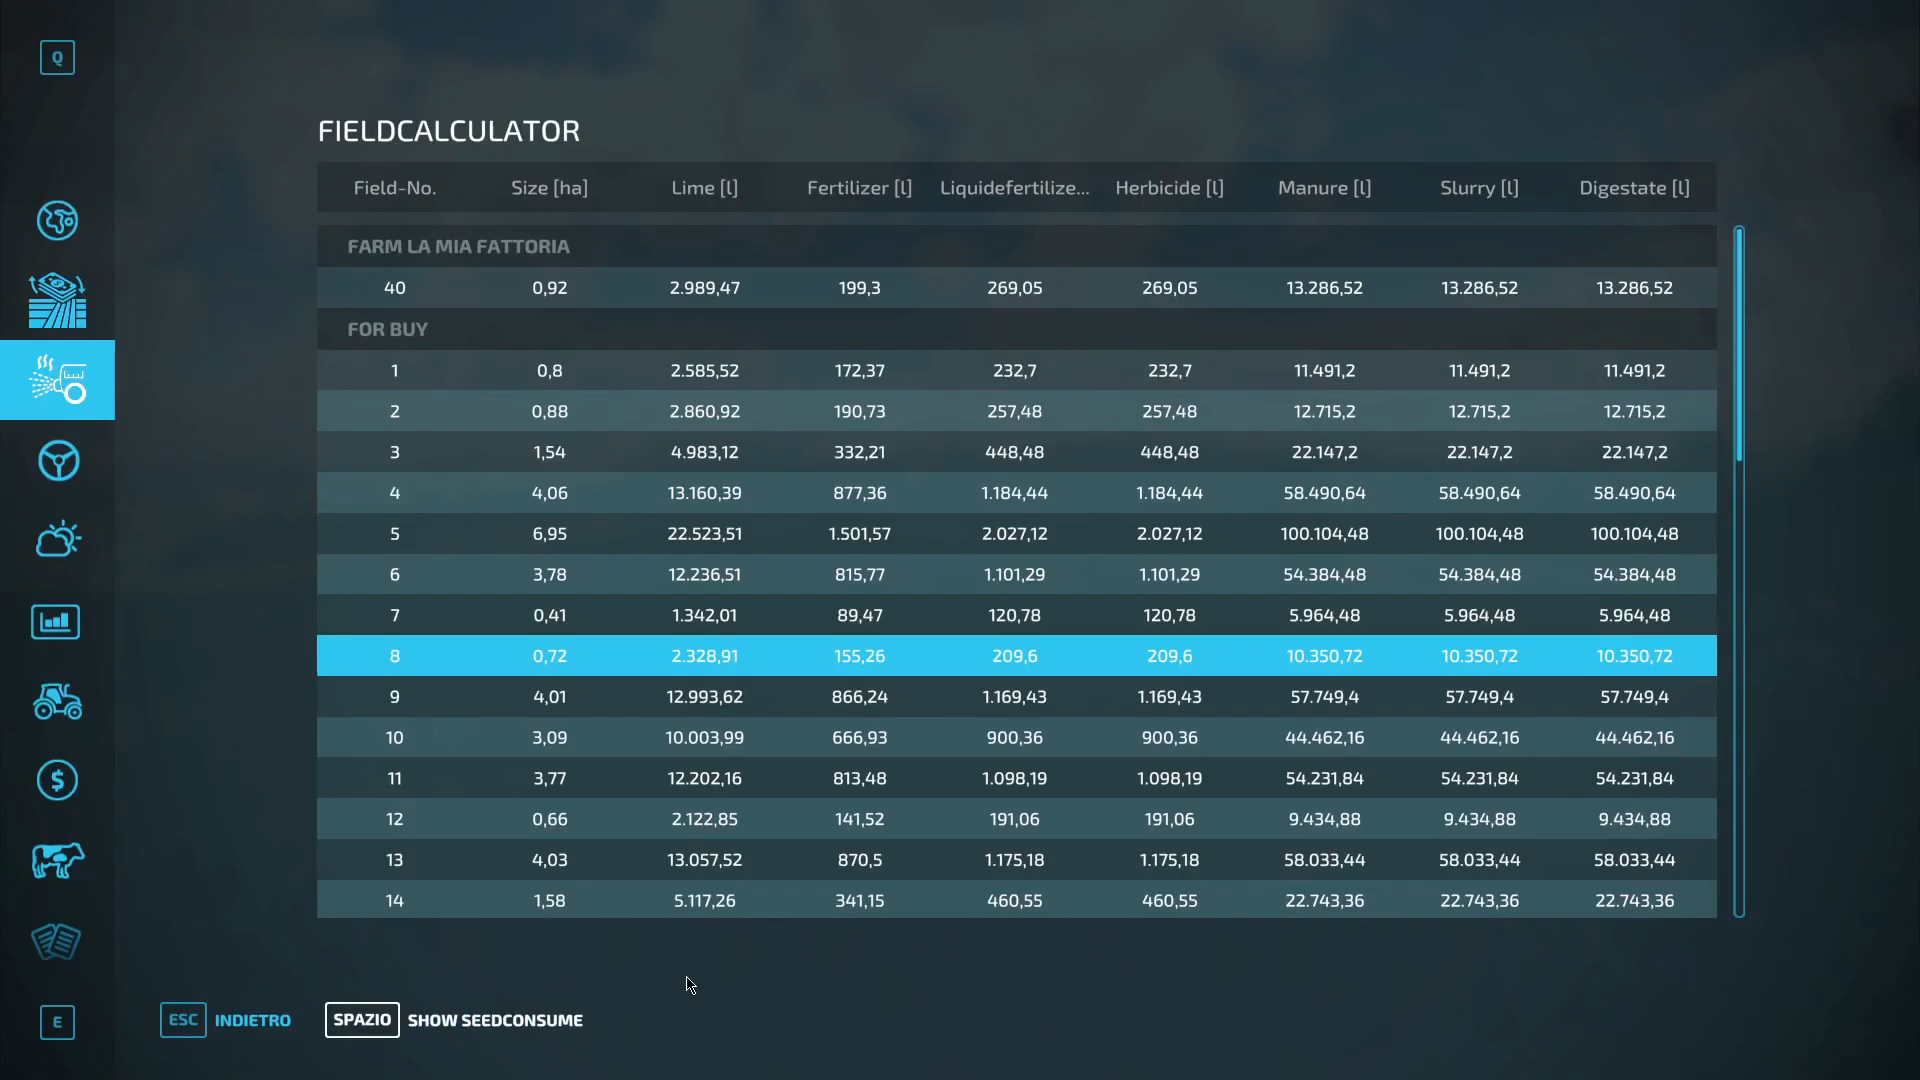 Q
FIELDCALCULATOR
Field-No. Size [ha] Lime [l] Fertilizer [l] Liquidefertilize... Herbicide [l] Manure [l] Slurry [l] Digestate [l]
FARM LA MIA FATTORIA
40 0,92 2.989,47 199,3 269,05 269,05 13.286,52 13.286,52 13.286,52
FOR BUY
1 0,8 2.585,52 172,37 232,7 232,7 11.491,2 11.491,2 11.491,2
2 0,88 2.860,92 190,73 257,48 257,48 12.715,2 12.715,2 12.715,2
3 1,54 4.983,12 332,21 448,48 448,48 22.147,2 22.147,2 22.147,2
4 4,06 13.160,39 877,36 1.184,44 1.184,44 58.490,64 58.490,64 58.490,64
5 6,95 22.523,51 1.501,57 2.027,12 2.027,12 100.104,48 100.104,48 100.104,48
6 3,78 12.236,51 815,77 1.101,29 1.101,29 54.384,48 54.384,48 54.384,48
7 0,41 1.342,01 89,47 120,78 120,78 5.964,48 5.964,48 5.964,48
8 0,72 2.328,91 155,26 209,6 209,6 10.350,72 10.350,72 10.350,72
9 4,01 12.993,62 866,24 1.169,43 1.169,43 57.749,4 57.749,4 57.749,4
10 3,09 10.003,99 666,93 900,36 900,36 44.462,16 44.462,16 44.462,16
11 3,77 12.202,16 813,48 1.098,19 1.098,19 54.231,84 54.231,84 54.231,84
12 0,66 2.122,85 141,52 191,06 191,06 9.434,88 9.434,88 9.434,88
13 4,03 13.057,52 870,5 1.175,18 1.175,18 58.033,44 58.033,44 58.033,44
14 1,58 5.117,26 341,15 460,55 460,55 22.743,36 22.743,36 22.743,36
E
ESC INDIETRO SPAZIO SHOW SEEDCONSUME